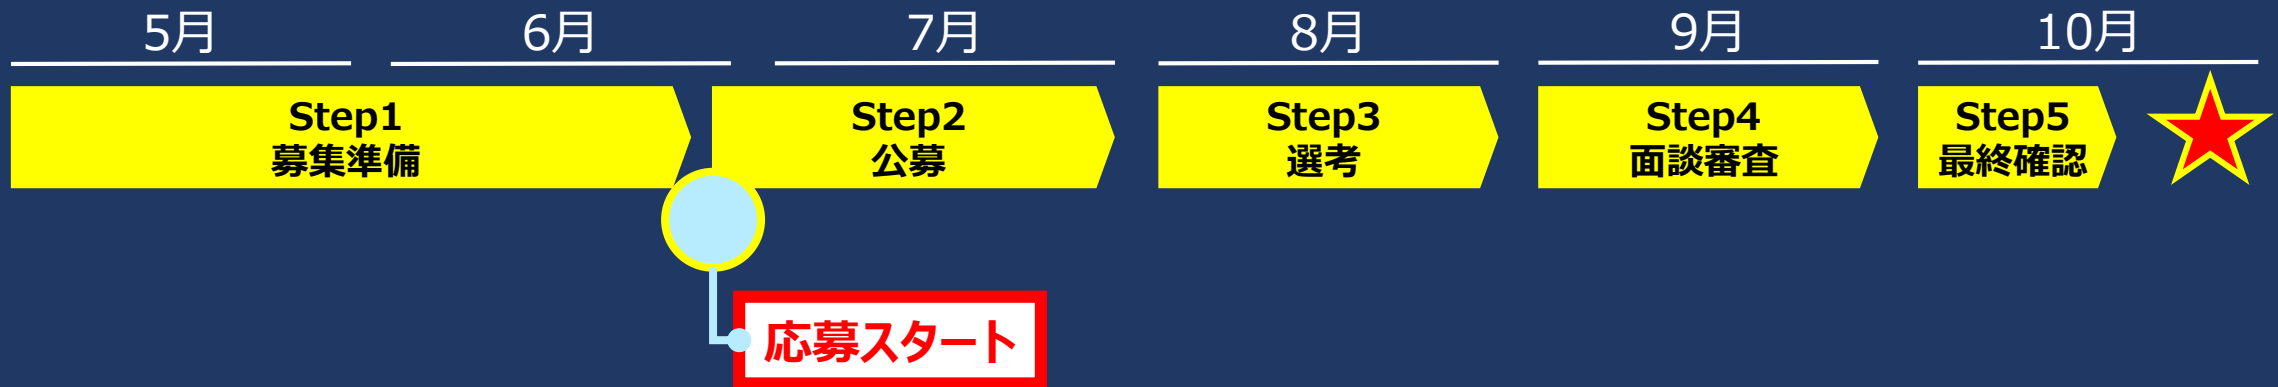 5月
6月
7月
8月
9月
10月
Step1
募集準備
Step2
公募
Step3
選考
Step4
面談審査
Step5
最終確認
応募スタート